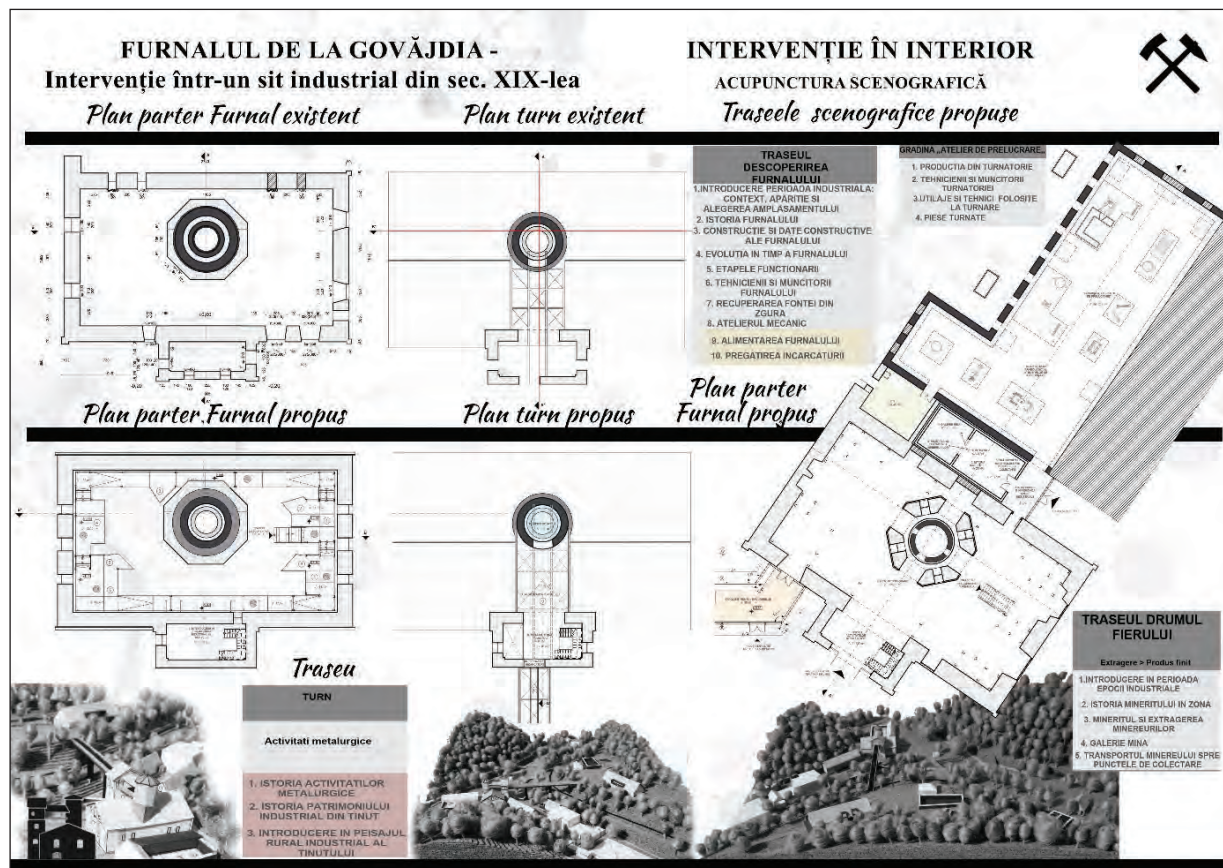 FURNALUL DE LA GOVĂJDIA -
Intervenție într-un sit industrial din sec. XIX-lea
INTERVENȚIE ÎN INTERIOR
ACUPUNCTURA SCENOGRAFICĂ
Plan parter Furnal existent
Plan turn existent
Traseele scenografice propuse
TRASEUL
DESCOPERIREA
FURNALULUI
1.INTRODUCERE PERIOADA INDUSTRIALA:
CONTEXT, APARITIE SI
ALEGEREA AMPLASAMENTULUI
2. ISTORIA FURNALULUI
3. CONSTRUCTIE SI DATE CONSTRUCTIVE
ALE FURNALULUI
4. EVOLUTIA IN TIMP A FURNALULUI
5. ETAPELE FUNCTIONARII
6. TEHNICIENII SI MUNCITORII
FURNALULUI
7. RECUPERAREA FONTEI DIN
ZGURA
8. ATELIERUL MECANIC
9. ALIMENTAREA FURNALULUI
10. PREGATIREA INCARCATURII
GRADINA „ATELIER DE PRELUCRARE„
1. PRODUCTIA DIN TURNATORIE
2. TEHNICIENII SI MUNCITORII
TURNATORIEI
3.UTILAJE SI TEHNICI FOLOSITE
LA TURNARE
4. PIESE TURNATE
Plan parter Furnal propus
Plan turn propus
Plan parter
Furnal propus
Traseu
TURN
Activitati metalurgice
1. ISTORIA ACTIVITATILOR
METALURGICE
2. ISTORIA PATRIMONIULUI
INDUSTRIAL DIN TINUT
3. INTRODUCERE IN PEISAJUL
RURAL INDUSTRIAL AL
TINUTULUI
TRASEUL DRUMUL
FIERULUI
Extragere > Produs finit
1.INTRODUCERE IN PERIOADA
EPOCII INDUSTRIALE
2. ISTORIA MINERITULUI IN ZONA
3. MINERITUL SI EXTRAGEREA
MINEREURILOR
4. GALERIE MINA
5. TRANSPORTUL MINEREULUI SPRE
PUNCTELE DE COLECTARE